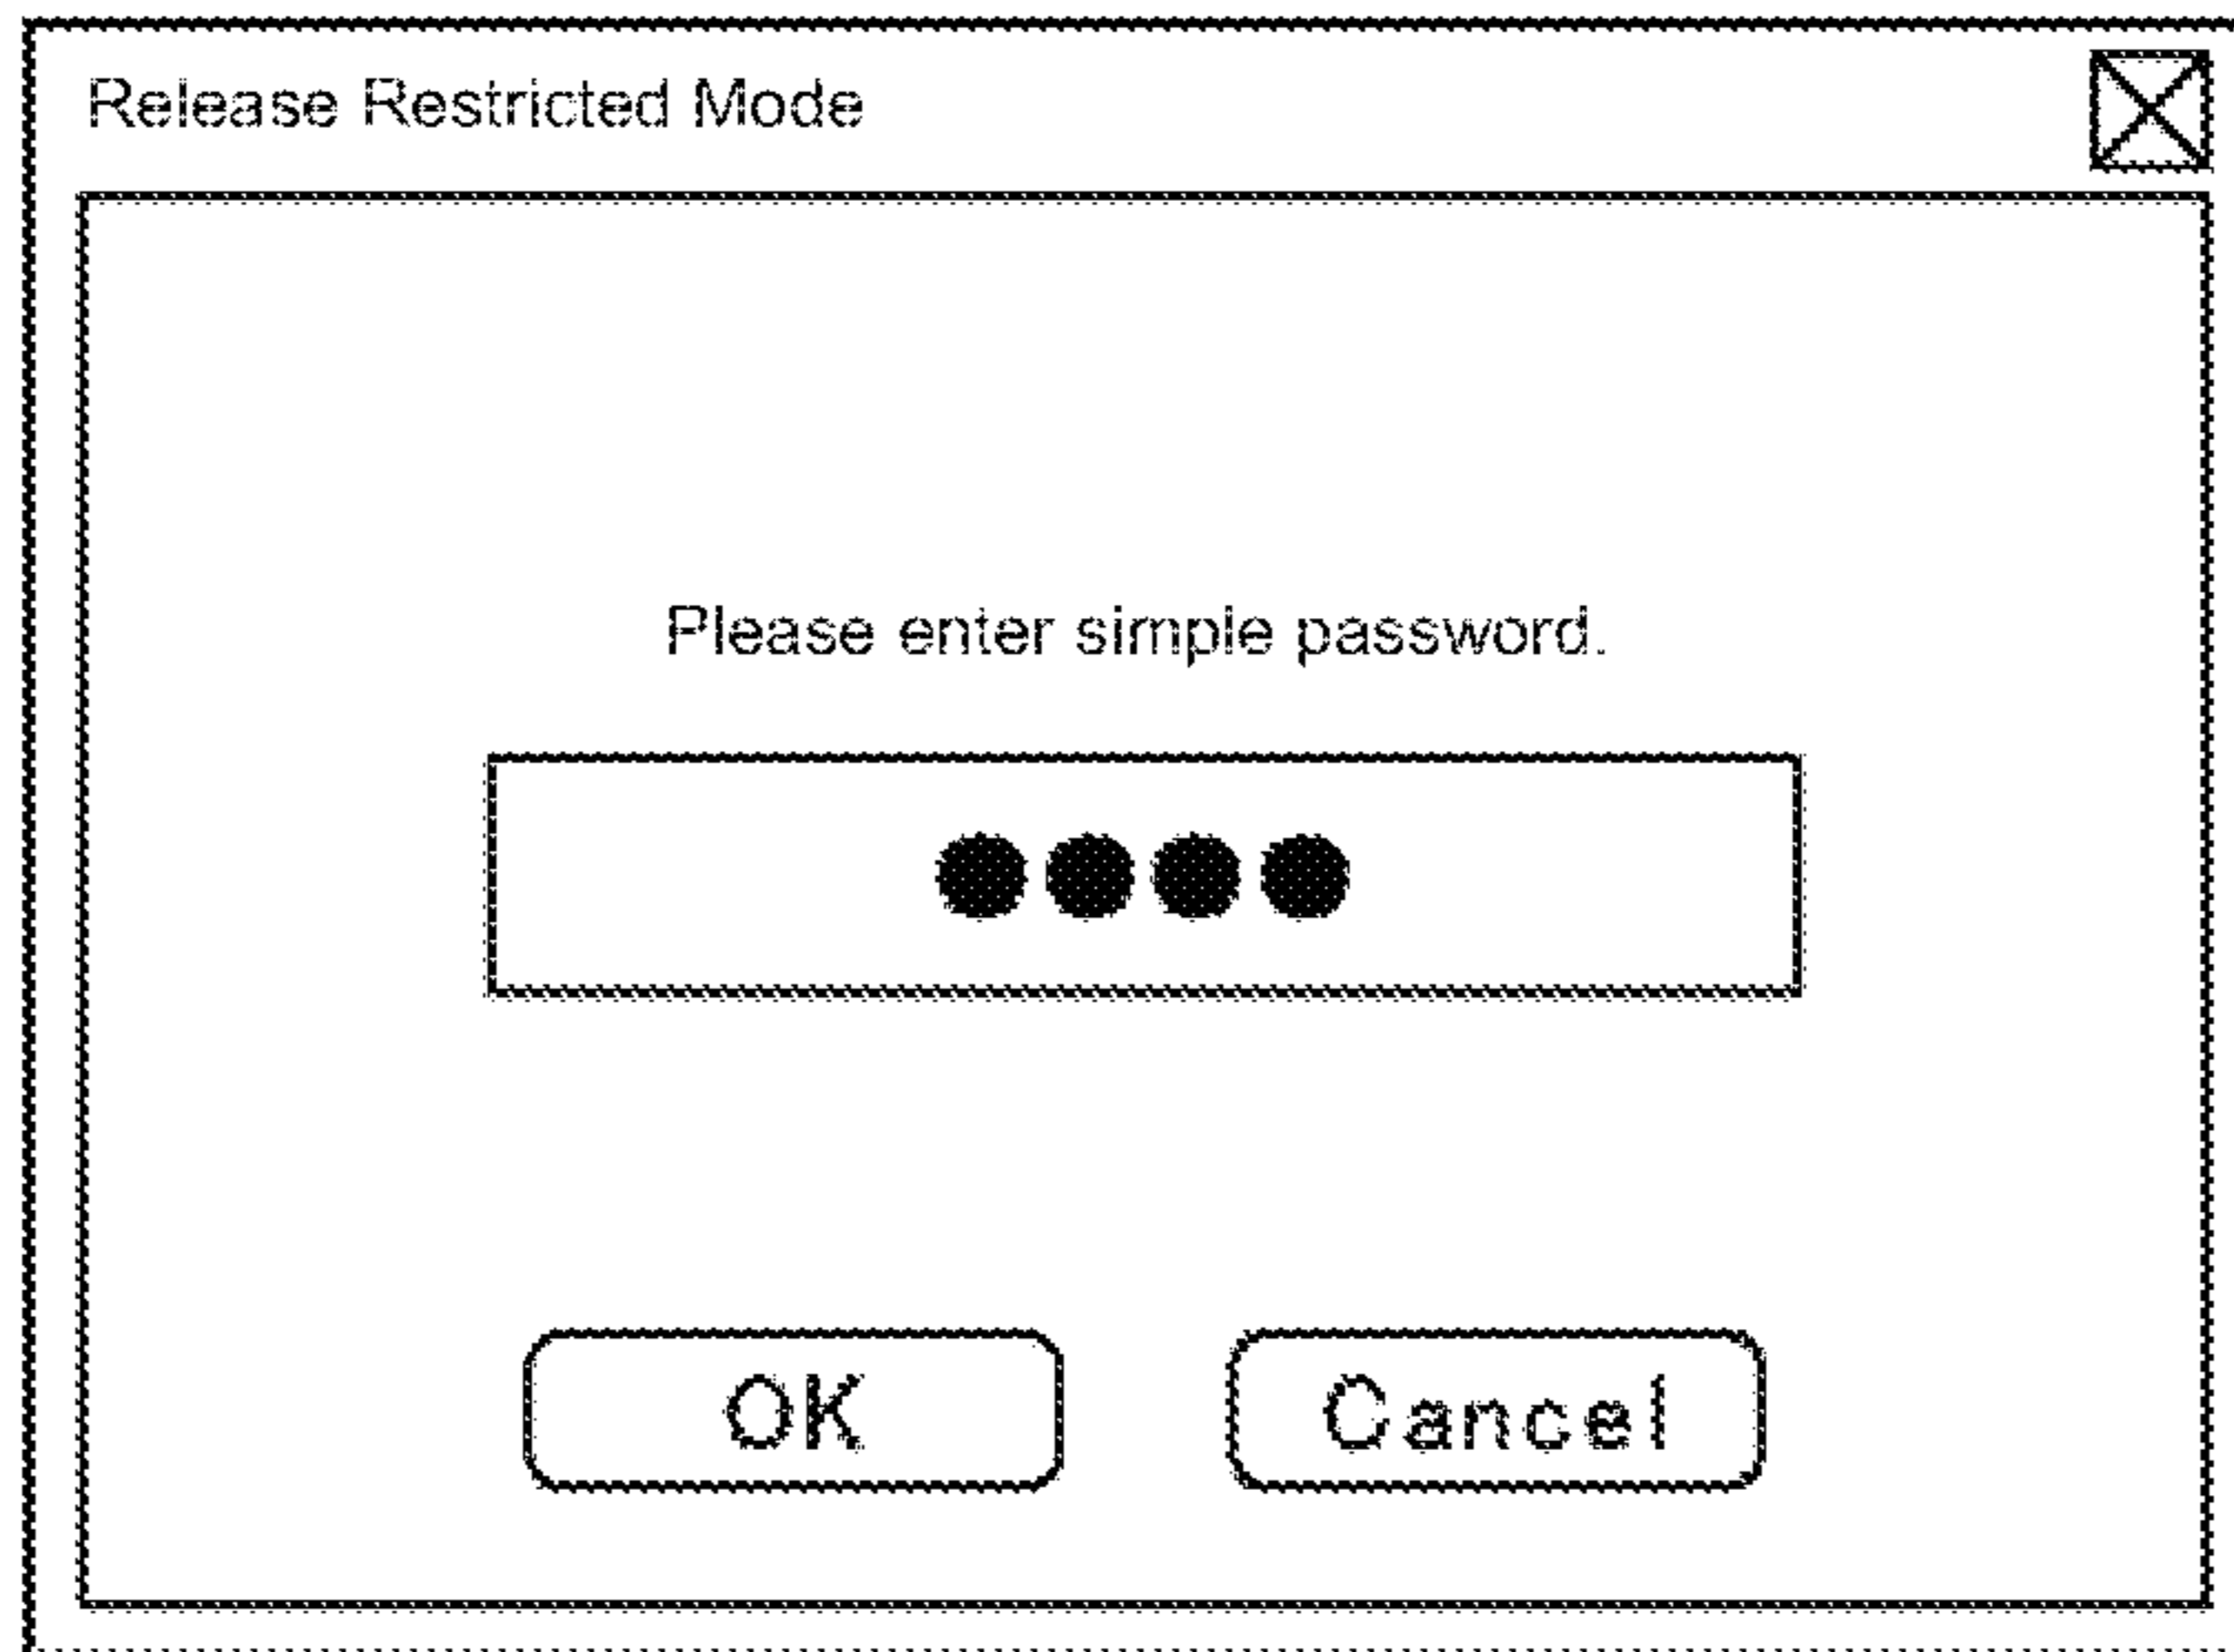 Release Restricted Mode
Please enter simple password.
●●●●
OK
Cancel